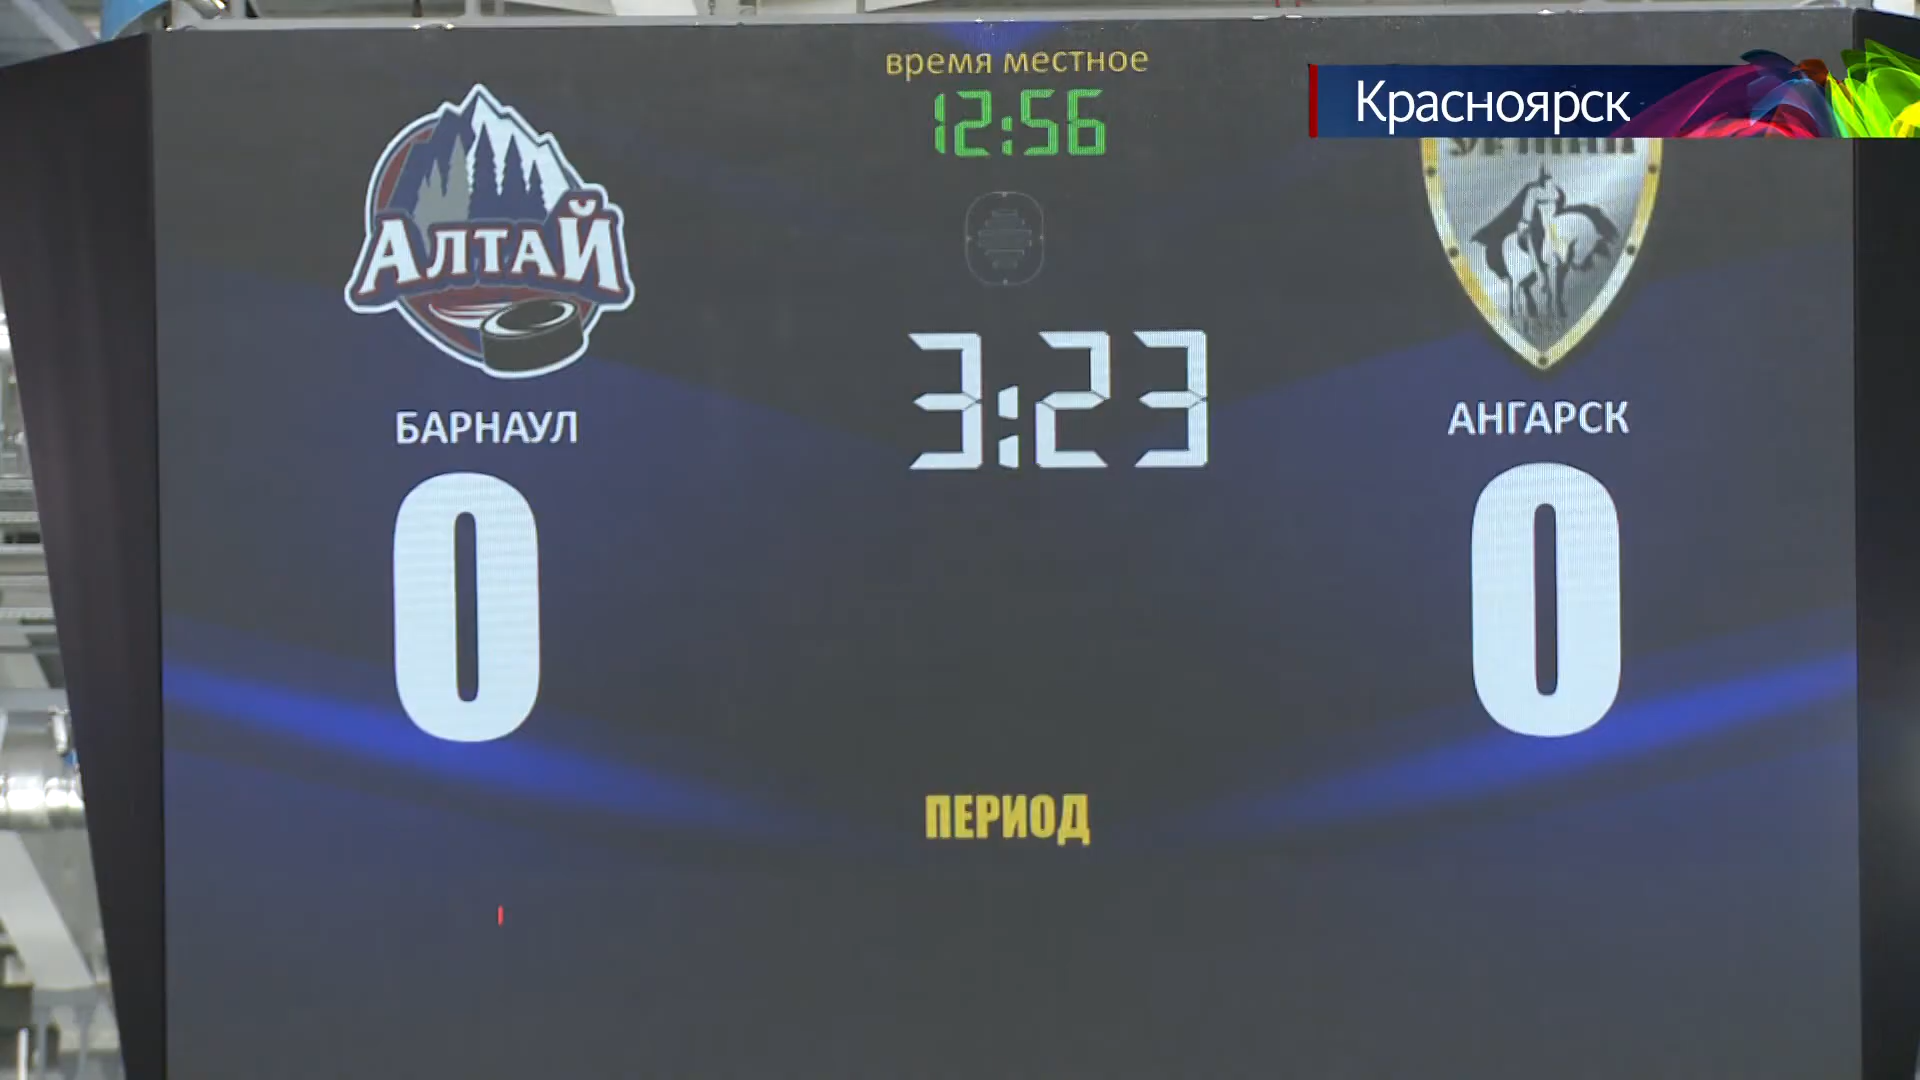 время местное
12:56
Красноярск
АЛТАЙ
3:23
БАРНАУЛ
АНГАРСК
0
0
ПЕРИОД